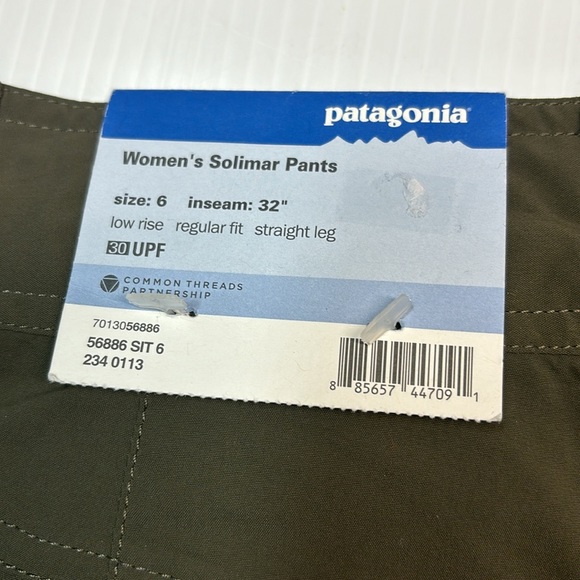 patagonia
Women's Solimar Pants
size: 6 inseam: 32"
low rise regular fit straight leg
30 UPF
COMMON THREADS
PARTNERSHIP
7013056886
56886 SIT 6
234 0113
8 85657 44709 1